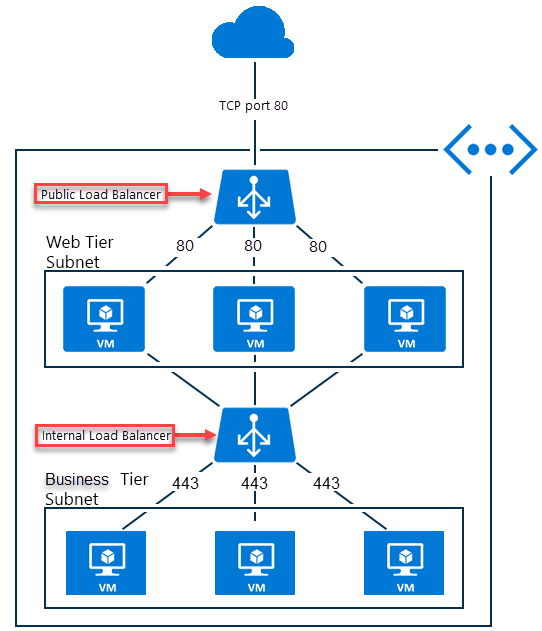 TCP port 80
Public Load Balancer
80 80 80
Web Tier
Subnet
VM VM VM
Internal Load Balancer
443 443 443
Business Tier
Subnet
VM VM VM